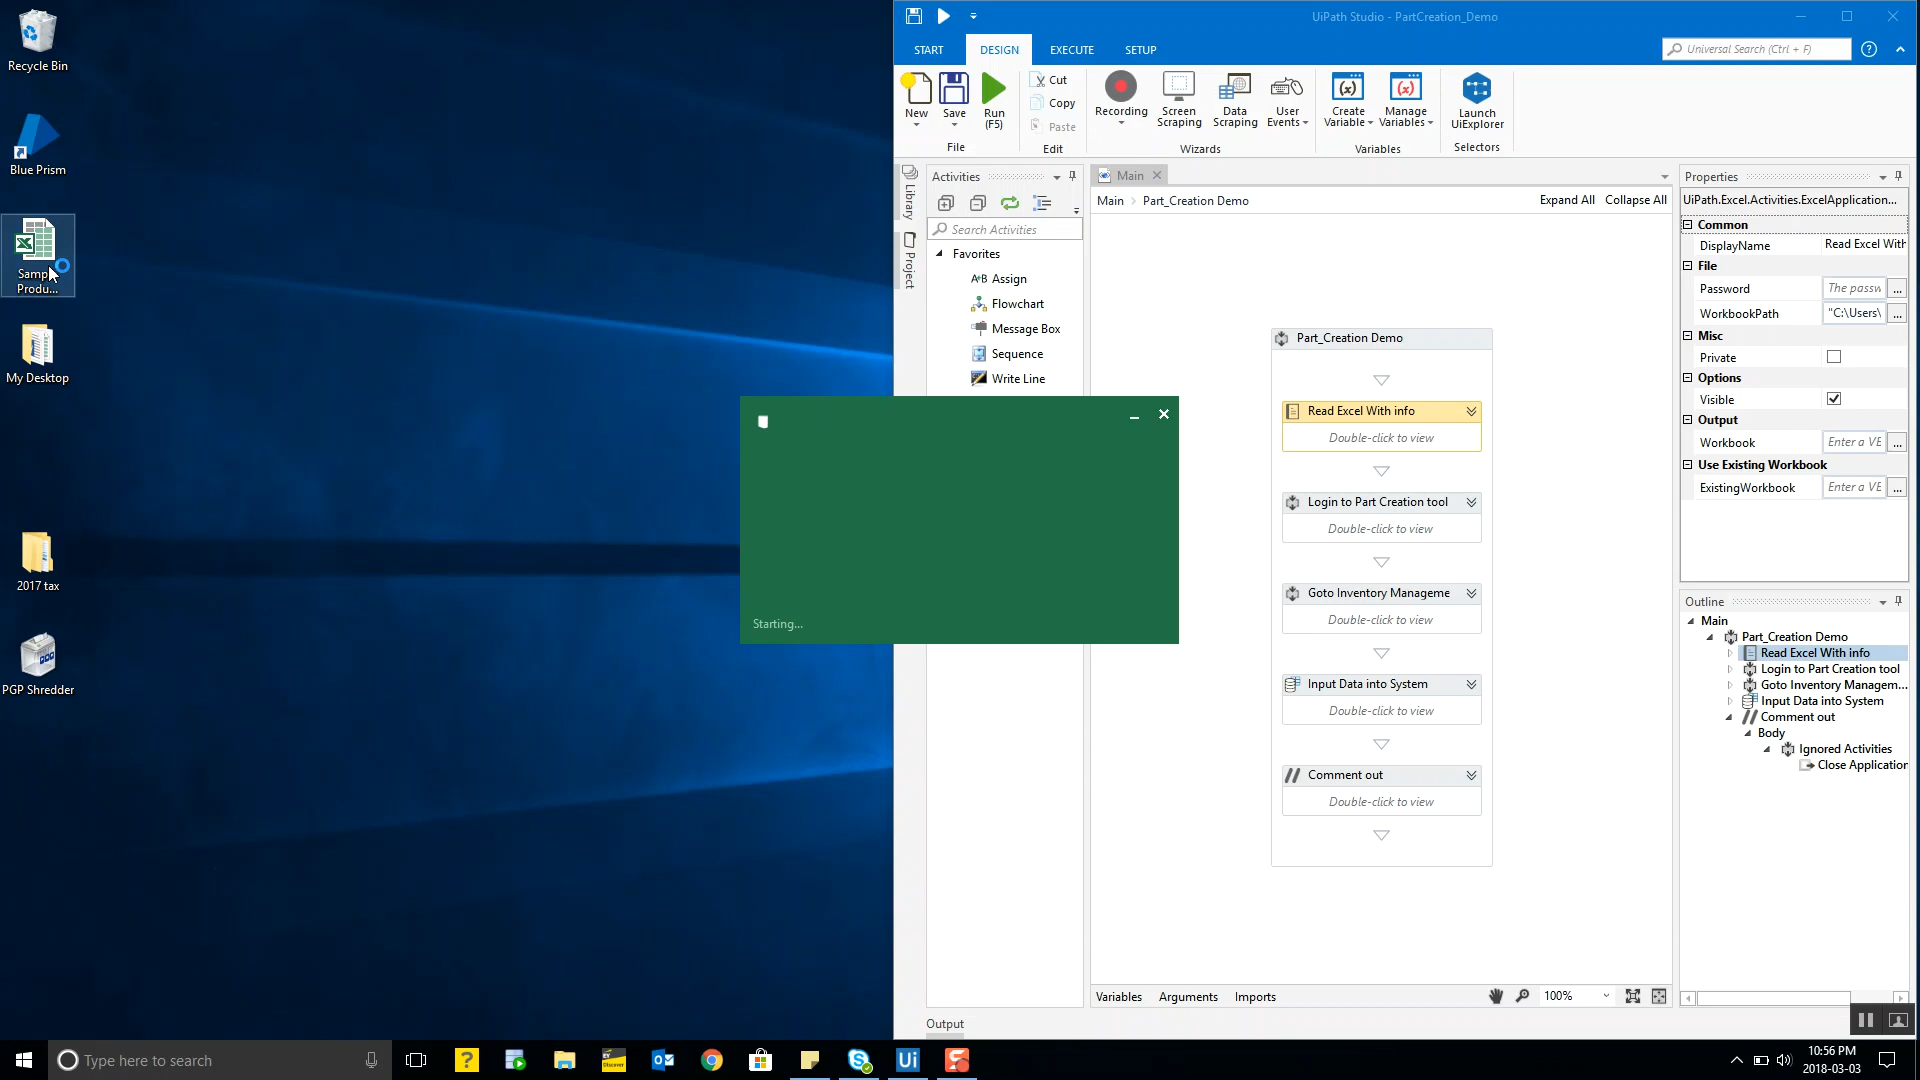 Recycle Bin
Blue Prism
Sampl
Produ...
My Desktop
2017 tax
PGP Shredder
UiPath Studio - PartCreation_Demo
START DESIGN EXECUTE SETUP
Universal Search (Ctrl + F)
New
Save
Run
(F5)
File
Cut
Copy
Paste
Edit
Recording
Screen
Scraping
Data
Scraping
User
Events
Wizards
Create
Variable
Manage
Variables
Variables
Launch
UiExplorer
Selectors
Library
Project
Activities
Search Activities
Favorites
A+B Assign
Flowchart
Message Box
Sequence
Write Line
Starting...
Main
Main Part_Creation Demo Expand All Collapse All
Part_Creation Demo
Read Excel With info
Double-click to view
Login to Part Creation tool
Double-click to view
Goto Inventory Manageme
Double-click to view
Input Data into System
Double-click to view
// Comment out
Double-click to view
Variables Arguments Imports 100%
Output
Properties
UiPath.Excel.Activities.ExcelApplication...
Common
DisplayName Read Excel With
File
Password The passw ...
WorkbookPath "C:\Users\ ...
Misc
Private
Options
Visible
Output
Workbook Enter a VB ...
Use Existing Workbook
ExistingWorkbook Enter a VB ...
Outline
Main
Part_Creation Demo
Read Excel With info
Login to Part Creation tool
Goto Inventory Managem...
Input Data into System
// Comment out
Body
Ignored Activities
Close Application
Type here to search
Ui
10:56 PM
2018-03-03